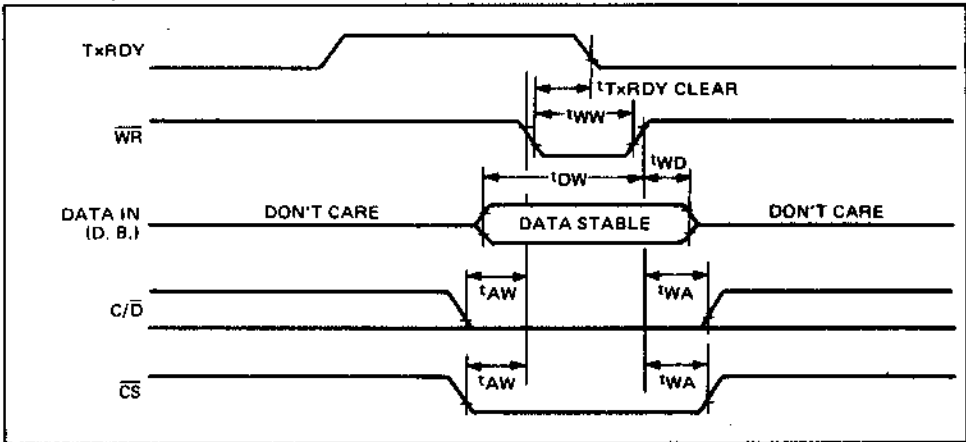 TxRDY
tTxRDY CLEAR
tWW
WR
tWD
tDW
DATA IN
(D. B.)
DON'T CARE
DATA STABLE
DON'T CARE
tAW
tWA
C/D
tAW
tWA
CS